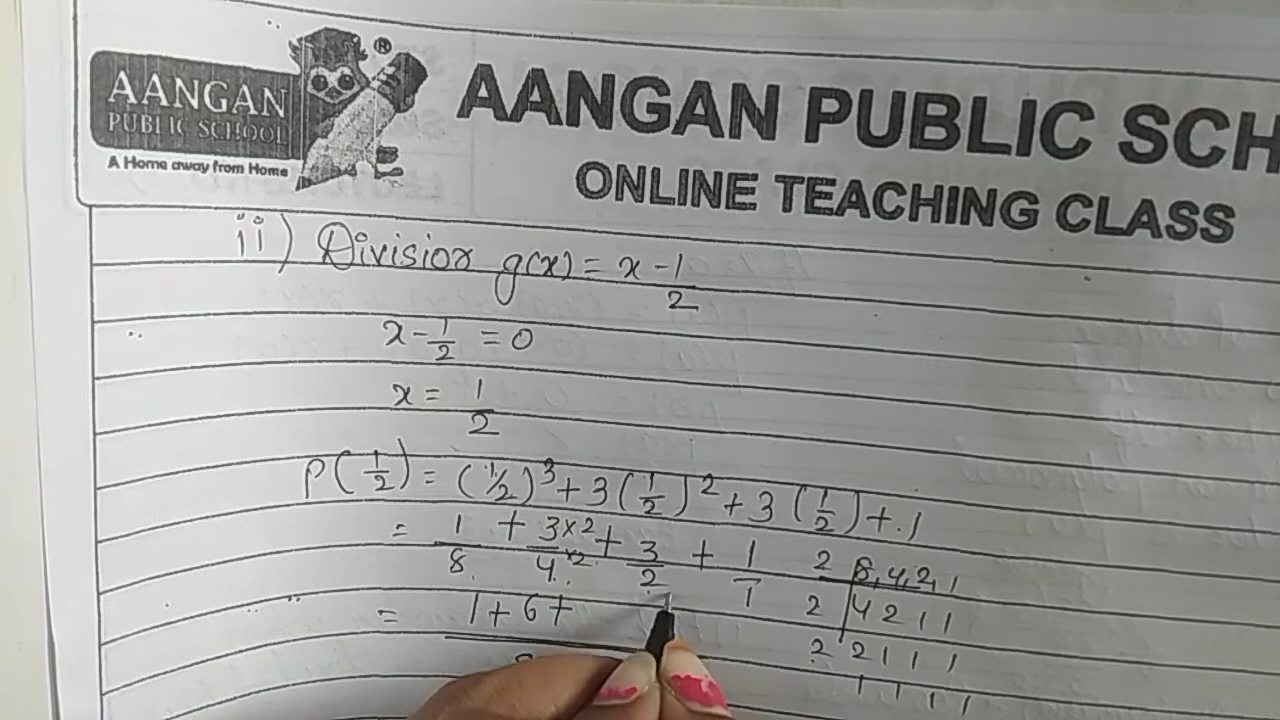 AANGAN
PUBLIC SCHOOL
A Home away from Home
®
AANGAN PUBLIC SCH
ONLINE TEACHING CLASS
ii) Division g(x) = x - 1/2
x - 1/2 = 0
x = 1/2
P(1/2) = (1/2)³ + 3(1/2)² + 3(1/2) + 1
= 1/8 + 3×2/4×2 + 3/2 + 1/1
= 1 + 6 +
2 8, 4, 2, 1
2 4 2 1 1
2 2 1 1 1
1 1 1 1